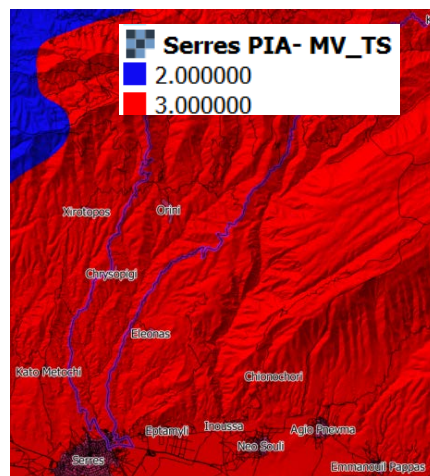 Serres PIA- MV_TS
2.000000
3.000000
Xirotopos
Orini
Chrysopigi
Eleonas
Kato Metochi
Chionochori
Eptamyli
Inoussa
Agio Pnevma
Neo Souli
Serres
Emmanouil Pappas